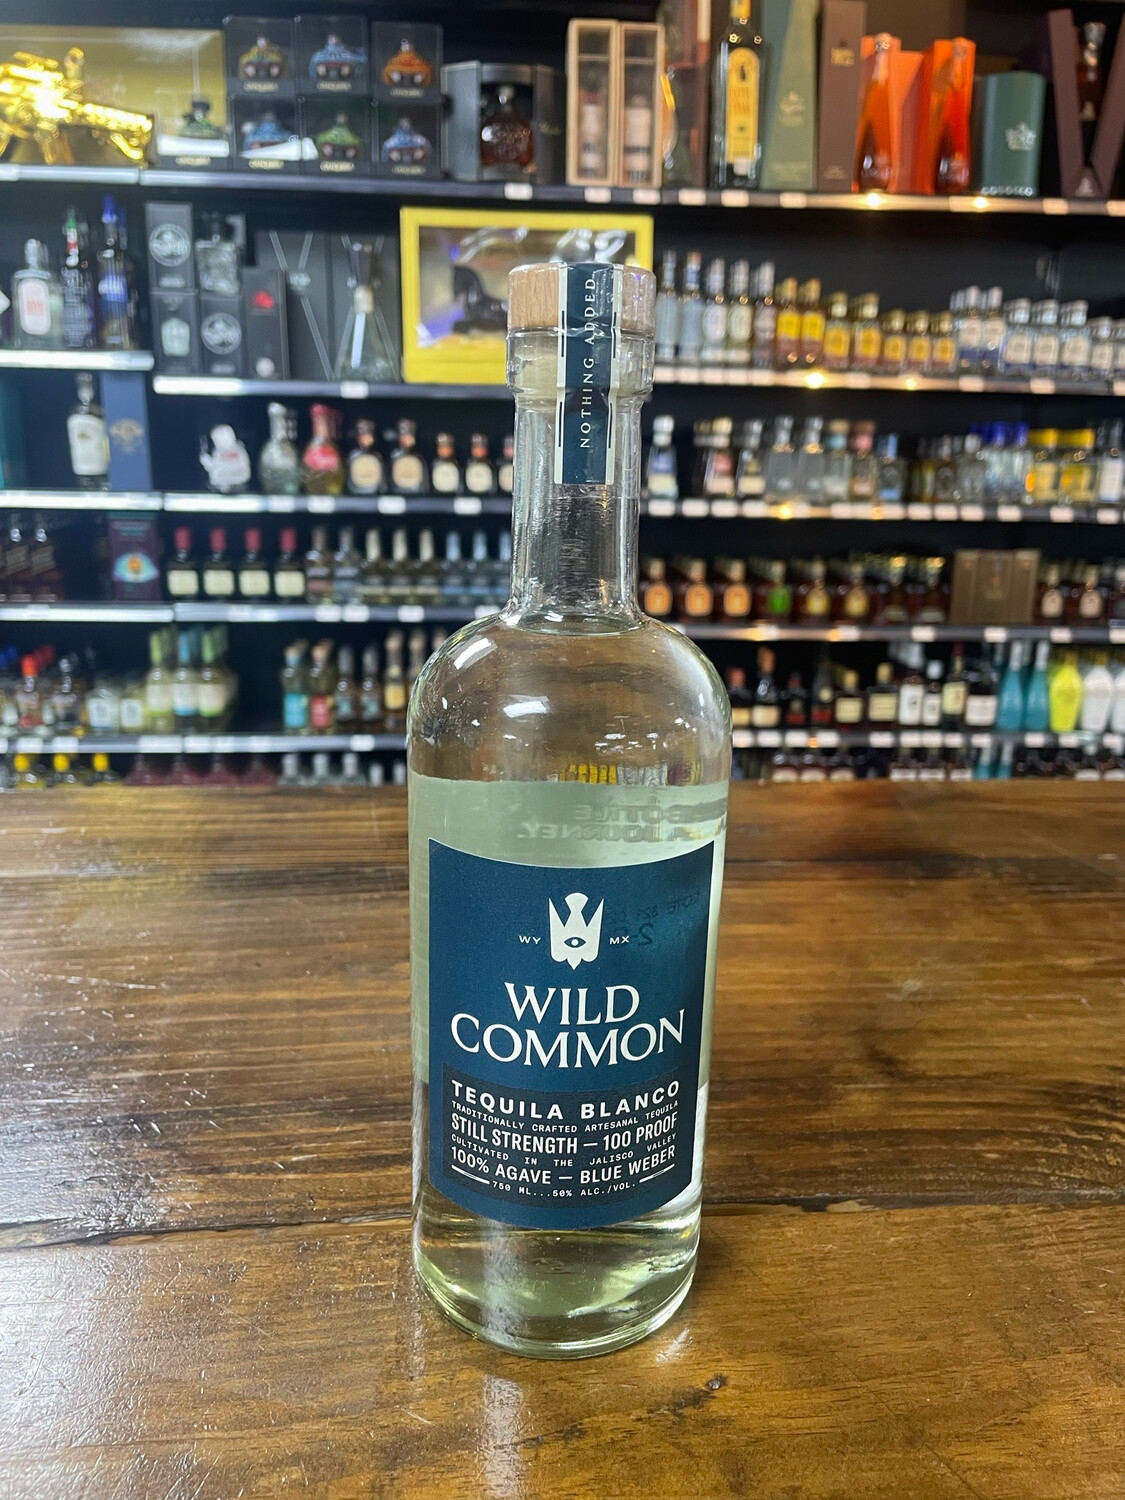 NOTHING ADDED
WY MX
WILD
COMMON
TEQUILA BLANCO
TRADITIONALLY CRAFTED ARTESANAL TEQUILA
STILL STRENGTH — 100 PROOF
CULTIVATED IN THE JALISCO VALLEY
100% AGAVE — BLUE WEBER
750 ML...50% ALC./VOL.